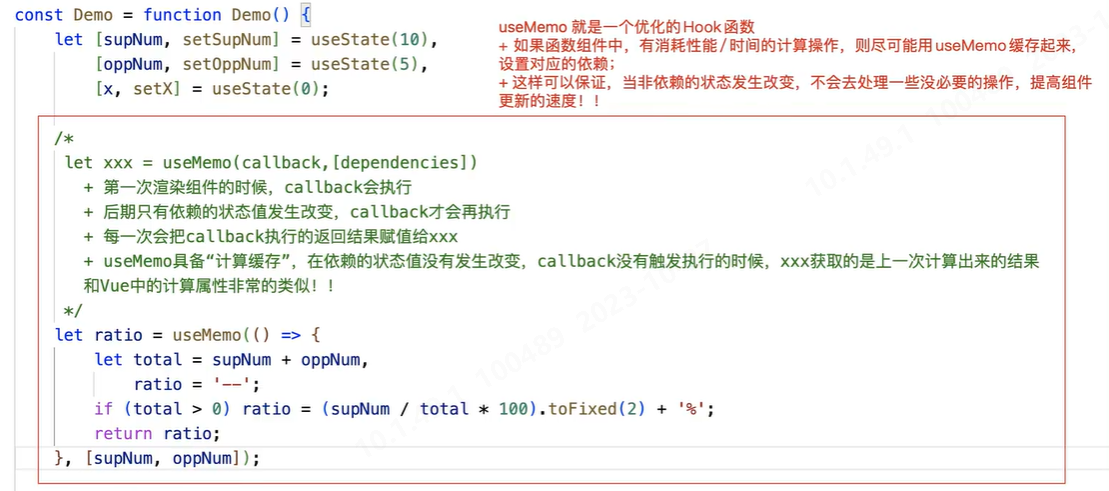 const Demo = function Demo() {
let [supNum, setSupNum] = useState(10),
[oppNum, setOppNum] = useState(5),
[x, setX] = useState(0);
useMemo 就是一个优化的Hook函数
+ 如果函数组件中，有消耗性能/时间的计算操作，则尽可能用useMemo缓存起来，
设置对应的依赖；
+ 这样可以保证，当非依赖的状态发生改变，不会去处理一些没必要的操作，提高组件
更新的速度！！
/*
let xxx = useMemo(callback,[dependencies])
+ 第一次渲染组件的时候，callback会执行
+ 后期只有依赖的状态值发生改变，callback才会再执行
+ 每一次会把callback执行的返回结果赋值给xxx
+ useMemo具备“计算缓存”，在依赖的状态值没有发生改变，callback没有触发执行的时候，xxx获取的是上一次计算出来的结果
和Vue中的计算属性非常的类似！！
*/
let ratio = useMemo(() => {
let total = supNum + oppNum,
ratio = '--';
if (total > 0) ratio = (supNum / total * 100).toFixed(2) + '%';
return ratio;
}, [supNum, oppNum]);